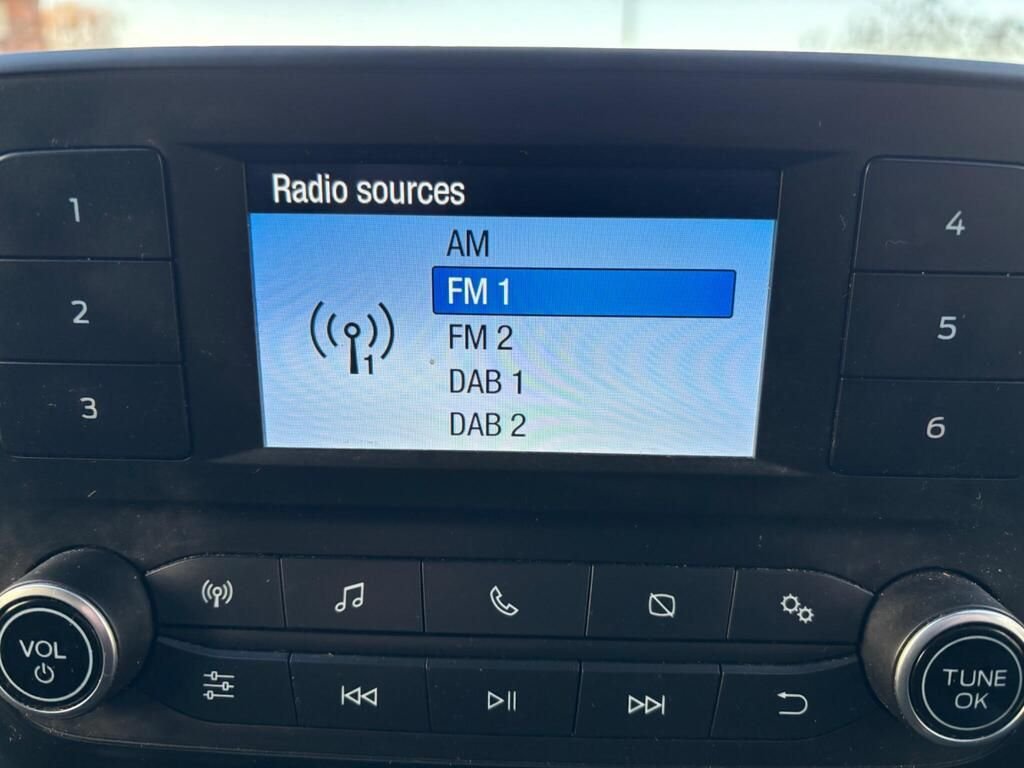 Radio sources
AM
FM 1
FM 2
DAB 1
DAB 2
1
1
2
3
4
5
6
VOL
TUNE
OK